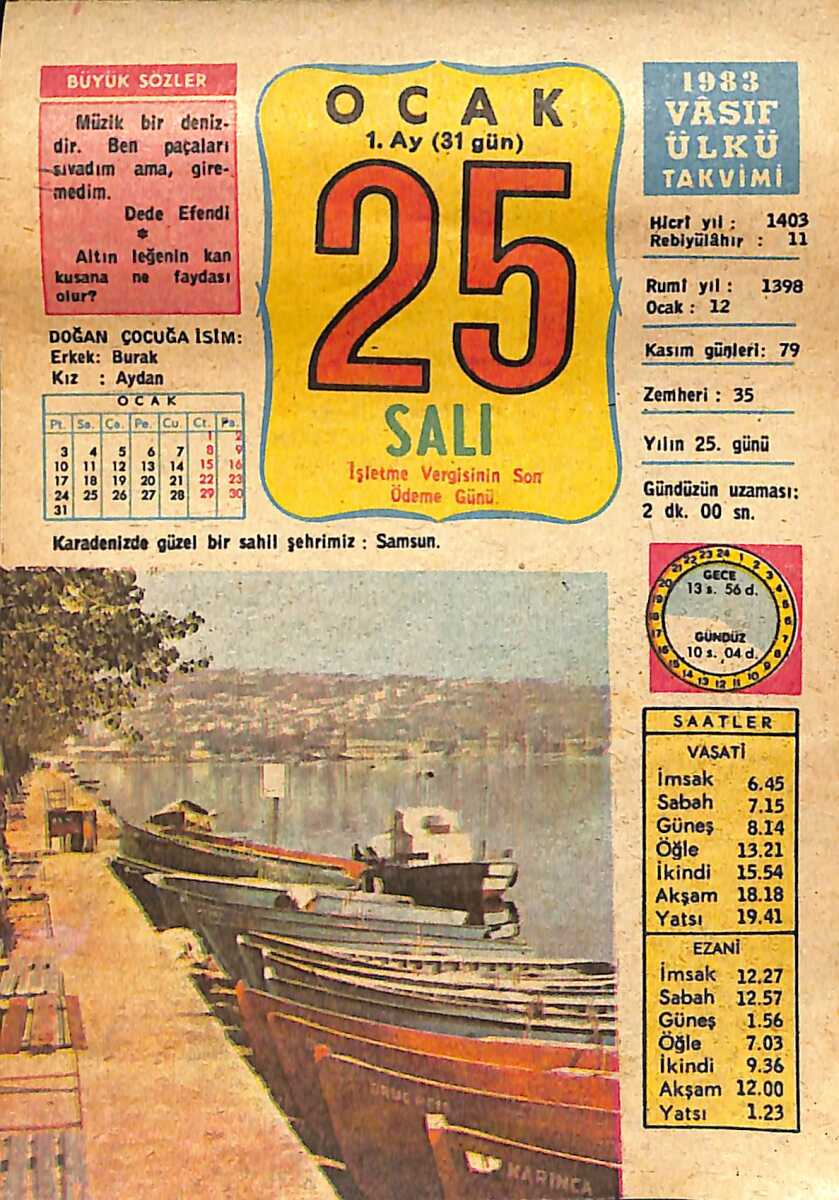 BÜYÜK SÖZLER
Müzik bir deniz-
dir. Ben paçaları
sıvadım ama, gire-
medim.
Dede Efendi
*
Altın leğenin kan
kusana ne faydası
olur?
DOĞAN ÇOCUĞA İSİM:
Erkek: Burak
Kız : Aydan
OCAK
Pt. Sa. Ça. Pe. Cu. Ct. Pa.
1 2
3 4 5 6 7 8 9
10 11 12 13 14 15 16
17 18 19 20 21 22 23
24 25 26 27 28 29 30
31
OCAK
1. Ay (31 gün)
25
SALI
İşletme Vergisinin Son
Ödeme Günü.
1983
VÂSIF
ÜLKÜ
TAKVİMİ
Hicrî yıl : 1403
Rebiyülâhır : 11
Rumî yıl : 1398
Ocak : 12
Kasım günleri: 79
Zemheri : 35
Yılın 25. günü
Gündüzün uzaması:
2 dk. 00 sn.
Karadenizde güzel bir sahil şehrimiz : Samsun.
GECE
13 s. 56 d.
GÜNDÜZ
10 s. 04 d.
SAATLER
VASATİ
İmsak 6.45
Sabah 7.15
Güneş 8.14
Öğle 13.21
İkindi 15.54
Akşam 18.18
Yatsı 19.41
EZANİ
İmsak 12.27
Sabah 12.57
Güneş 1.56
Öğle 7.03
İkindi 9.36
Akşam 12.00
Yatsı 1.23
KARINCA